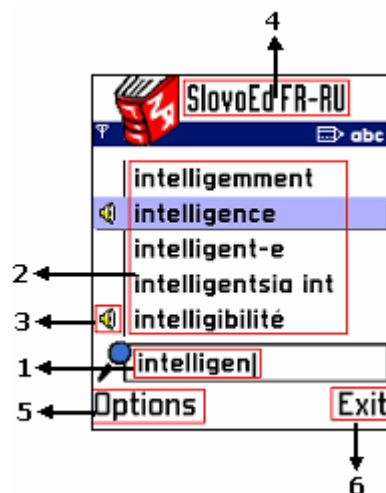 4
SlovoEd FR-RU
abc
intelligemment
intelligence
intelligent-e
2 intelligentsia int
3 intelligibilité
1 intelligen
5 Options Exit
6